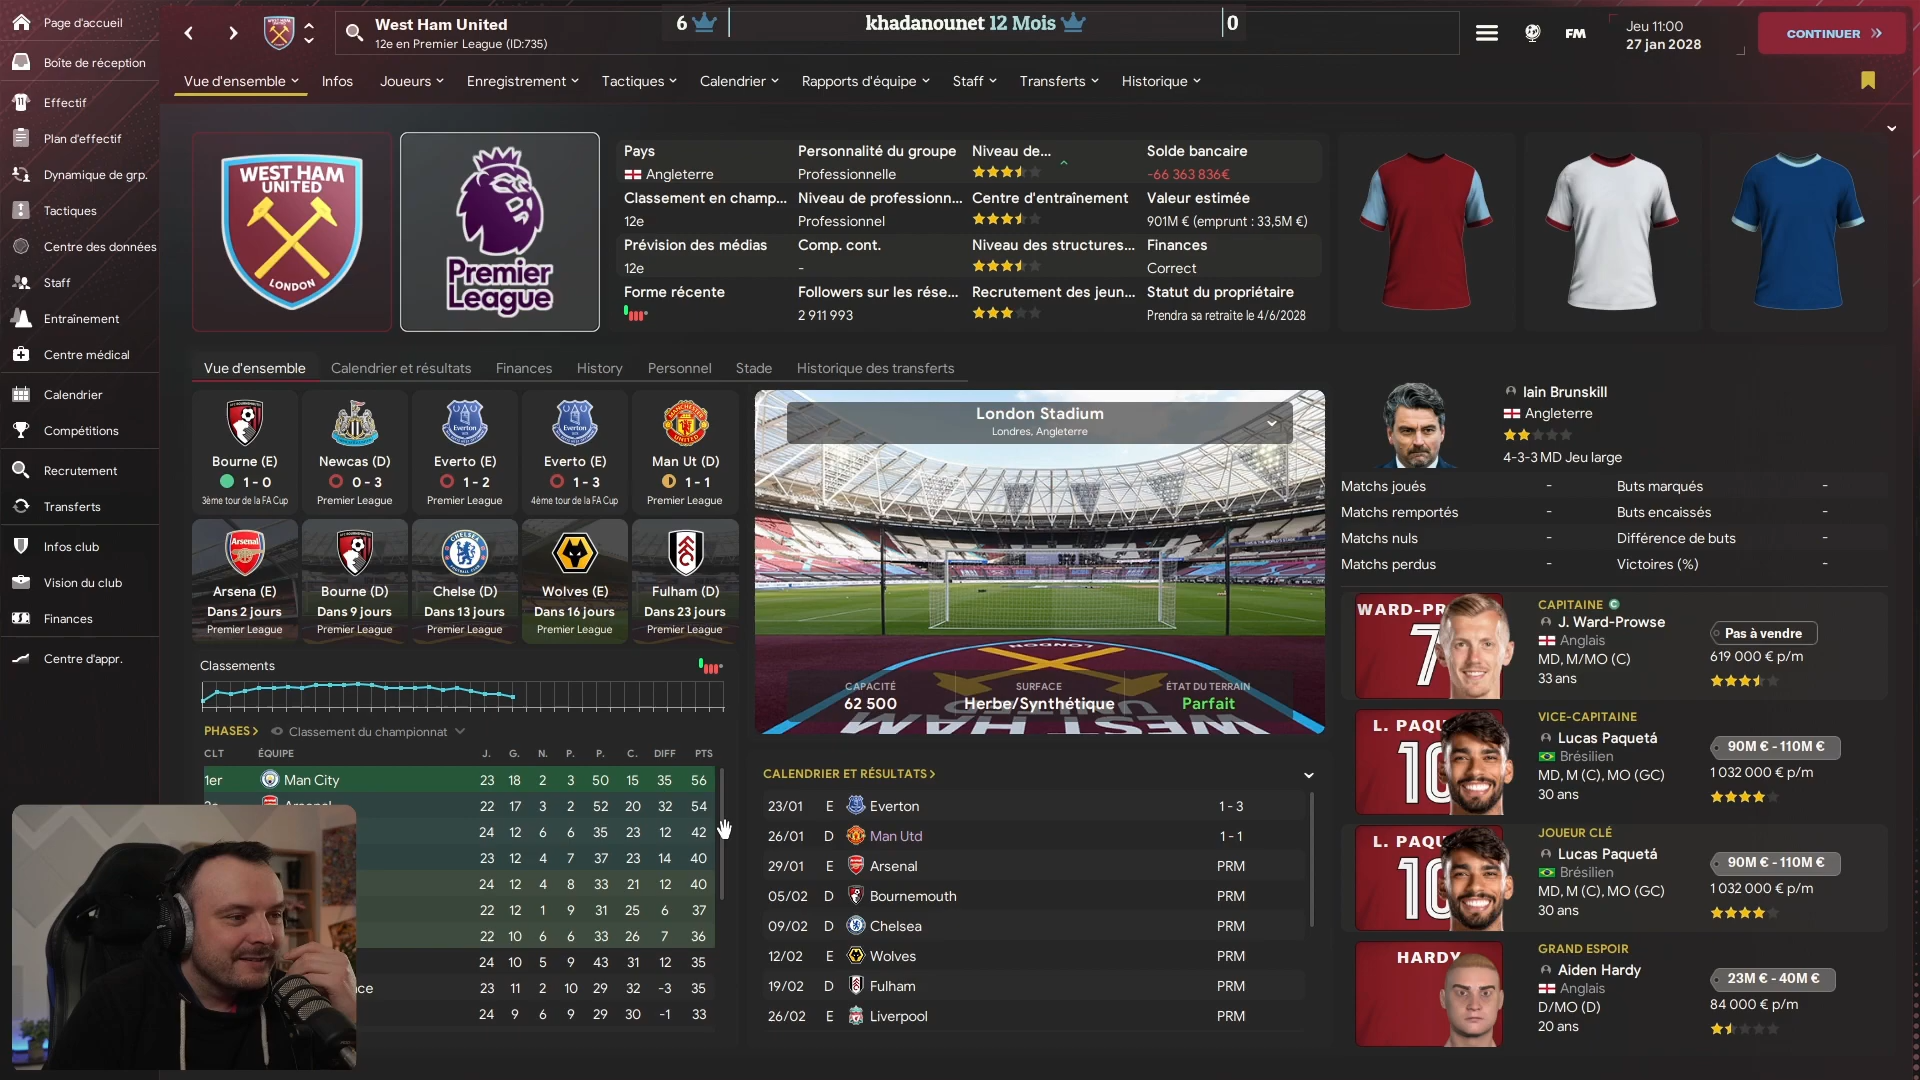 Page d'accueil
Boîte de réception
Effectif
Plan d'effectif
Dynamique de grp.
Tactiques
Centre des données
Staff
Entraînement
Centre médical
Calendrier
Compétitions
Recrutement
Transferts
Infos club
Vision du club
Finances
Centre d'appr.
West Ham United
12e en Premier League (ID:735)
6 khadanounet 12 Mois 0
FM
Jeu 11:00
27 jan 2028
CONTINUER
Vue d'ensemble Infos Joueurs Enregistrement Tactiques Calendrier Rapports d'équipe Staff Transferts Historique
WEST HAM
UNITED
LONDON
Premier
League
Pays Personnalité du groupe Niveau de... Solde bancaire
Angleterre Professionnelle -66 363 836€
Classement en champ... Niveau de professionn... Centre d'entraînement Valeur estimée
12e Professionnel 901M € (emprunt : 33,5M €)
Prévision des médias Comp. cont. Niveau des structures... Finances
12e - Correct
Forme récente Followers sur les rése... Recrutement des jeun... Statut du propriétaire
2 911 993 Prendra sa retraite le 4/6/2028
Vue d'ensemble Calendrier et résultats Finances History Personnel Stade Historique des transferts
Bourne (E) Newcas (D) Everto (E) Everto (E) Man Ut (D)
1 - 0 0 - 3 1 - 2 1 - 3 1 - 1
3ème tour de la FA Cup Premier League Premier League 4ème tour de la FA Cup Premier League
Arsena (E) Bourne (D) Chelse (D) Wolves (E) Fulham (D)
Dans 2 jours Dans 9 jours Dans 13 jours Dans 16 jours Dans 23 jours
Premier League Premier League Premier League Premier League Premier League
Classements
PHASES > Classement du championnat
CLT ÉQUIPE J. G. N. P. P. C. DIFF PTS
1er Man City 23 18 2 3 50 15 35 56
Arsenal 22 17 3 2 52 20 32 54
24 12 6 6 35 23 12 42
23 12 4 7 37 23 14 40
24 12 4 8 33 21 12 40
22 12 1 9 31 25 6 37
22 10 6 6 33 26 7 36
24 10 5 9 43 31 12 35
ce 23 11 2 10 29 32 -3 35
24 9 6 9 29 30 -1 33
London Stadium
Londres, Angleterre
LONDON
CAPACITÉ SURFACE ÉTAT DU TERRAIN
62 500 Herbe/Synthétique Parfait
WEST HAM
CALENDRIER ET RÉSULTATS >
23/01 E Everton 1 - 3
26/01 D Man Utd 1 - 1
29/01 E Arsenal PRM
05/02 D Bournemouth PRM
09/02 D Chelsea PRM
12/02 E Wolves PRM
19/02 D Fulham PRM
26/02 E Liverpool PRM
Iain Brunskill
Angleterre
4-3-3 MD Jeu large
Matchs joués - Buts marqués -
Matchs remportés - Buts encaissés -
Matchs nuls - Différence de buts -
Matchs perdus - Victoires (%) -
WARD-PR
7
CAPITAINE C
J. Ward-Prowse
Anglais
MD, M/MO (C)
33 ans
Pas à vendre
619 000 € p/m
L. PAQU
10
VICE-CAPITAINE
Lucas Paquetá
Brésilien
MD, M (C), MO (GC)
30 ans
90M € - 110M €
1 032 000 € p/m
L. PAQU
10
JOUEUR CLÉ
Lucas Paquetá
Brésilien
MD, M (C), MO (GC)
30 ans
90M € - 110M €
1 032 000 € p/m
HARDY
GRAND ESPOIR
Aiden Hardy
Anglais
D/MO (D)
20 ans
23M € - 40M €
84 000 € p/m